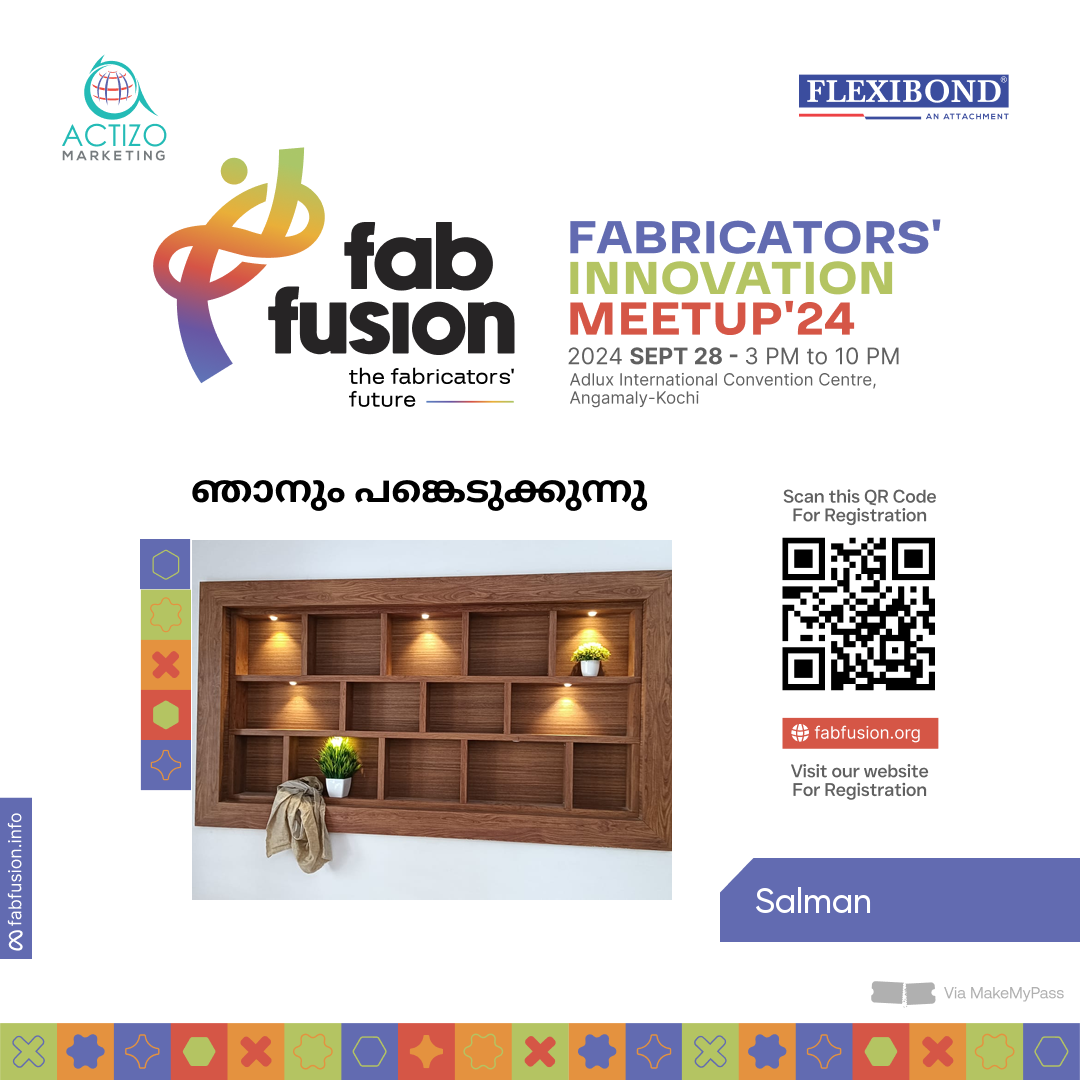 ACTIZO
MARKETING
FLEXIBOND®
AN ATTACHMENT
fab
fusion
the fabricators'
future
FABRICATORS'
INNOVATION
MEETUP'24
2024 SEPT 28 - 3 PM to 10 PM
Adlux International Convention Centre,
Angamaly-Kochi
ഞാനും പങ്കെടുക്കുന്നു
Scan this QR Code
For Registration
fabfusion.org
Visit our website
For Registration
fabfusion.info
Salman
Via MakeMyPass